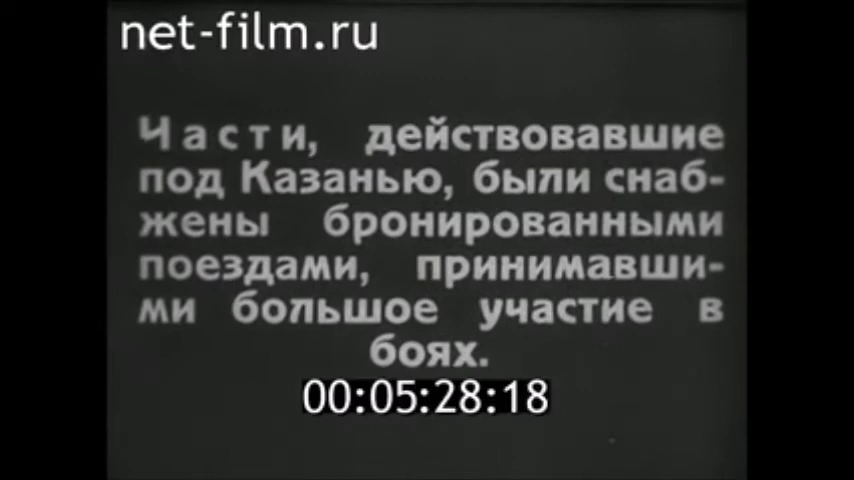 net-film.ru
Части, действовавшие
под Казанью, были снаб-
жены бронированными
поездами, принимавши-
ми большое участие в
боях.
00:05:28:18